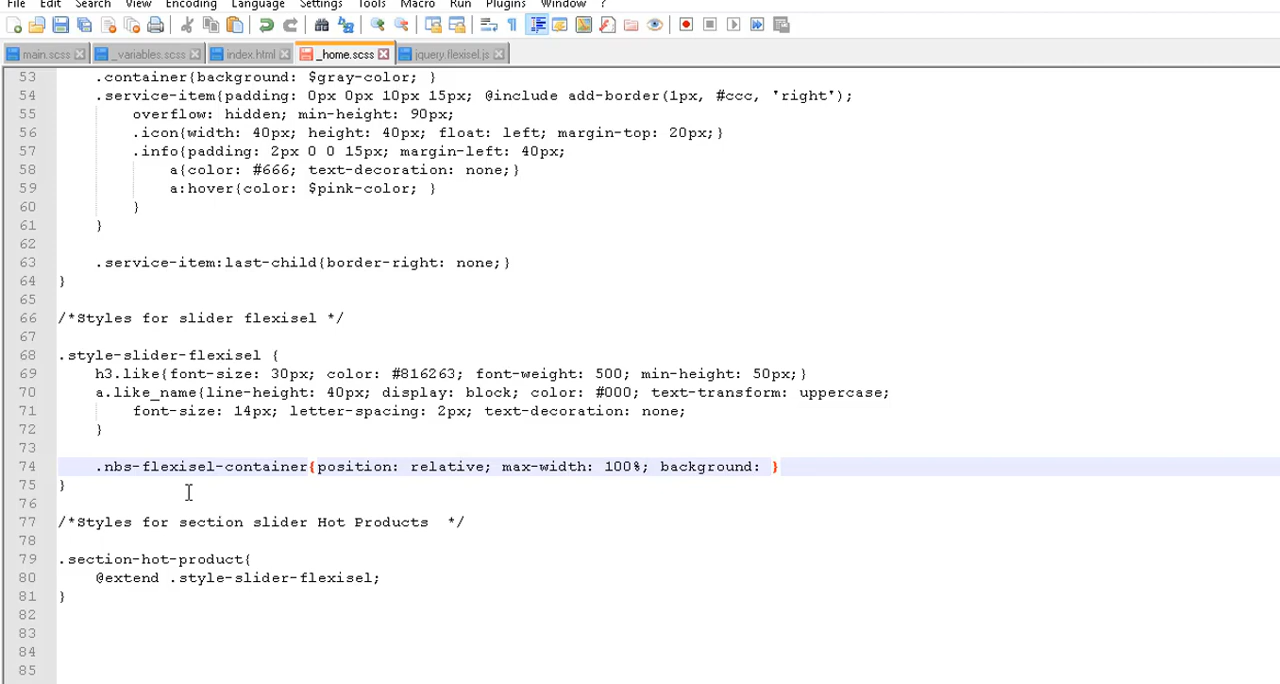 File Edit Search View Encoding Language Settings Tools Macro Run Plugins Window ?
main.scss _variables.scss index.html _home.scss jquery.flexisel.js
53 .container{background: $gray-color; }
54 .service-item{padding: 0px 0px 10px 15px; @include add-border(1px, #ccc, 'right');
55 overflow: hidden; min-height: 90px;
56 .icon{width: 40px; height: 40px; float: left; margin-top: 20px;}
57 .info{padding: 2px 0 0 15px; margin-left: 40px;
58 a{color: #666; text-decoration: none;}
59 a:hover{color: $pink-color; }
60 }
61 }
62
63 .service-item:last-child{border-right: none;}
64 }
65
66 /*Styles for slider flexisel */
67
68 .style-slider-flexisel {
69 h3.like{font-size: 30px; color: #816263; font-weight: 500; min-height: 50px;}
70 a.like_name{line-height: 40px; display: block; color: #000; text-transform: uppercase;
71 font-size: 14px; letter-spacing: 2px; text-decoration: none;
72 }
73
74 .nbs-flexisel-container{position: relative; max-width: 100%; background: }
75 }
76
77 /*Styles for section slider Hot Products  */
78
79 .section-hot-product{
80 @extend .style-slider-flexisel;
81 }
82
83
84
85